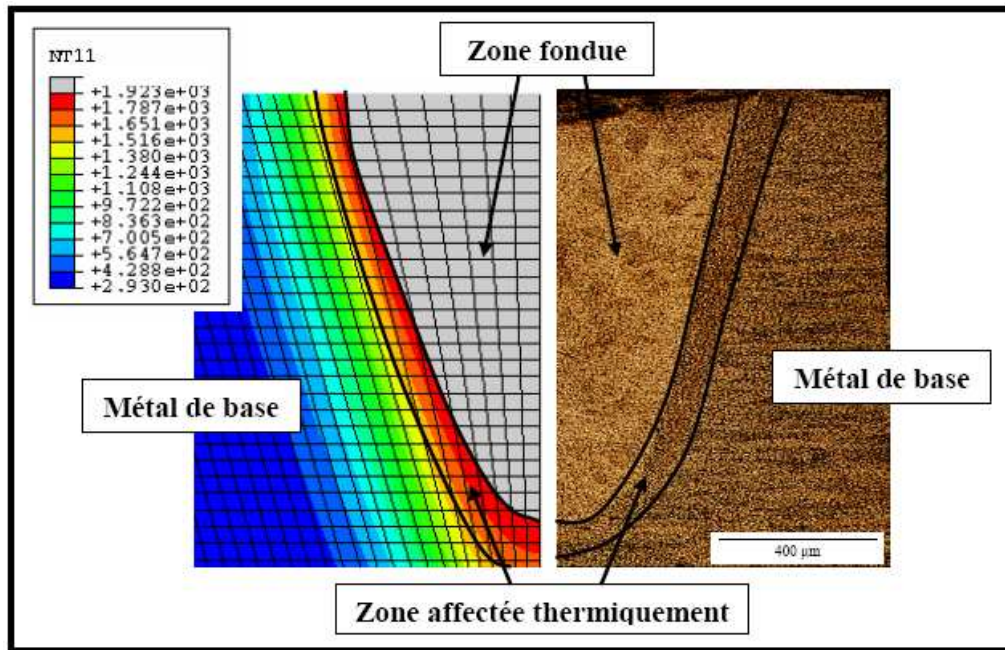 NT11
+1.923e+03
+1.787e+03
+1.651e+03
+1.516e+03
+1.380e+03
+1.244e+03
+1.108e+03
+9.722e+02
+8.363e+02
+7.005e+02
+5.647e+02
+4.288e+02
+2.930e+02
Zone fondue
Métal de base
Métal de base
400 µm
Zone affectée thermiquement